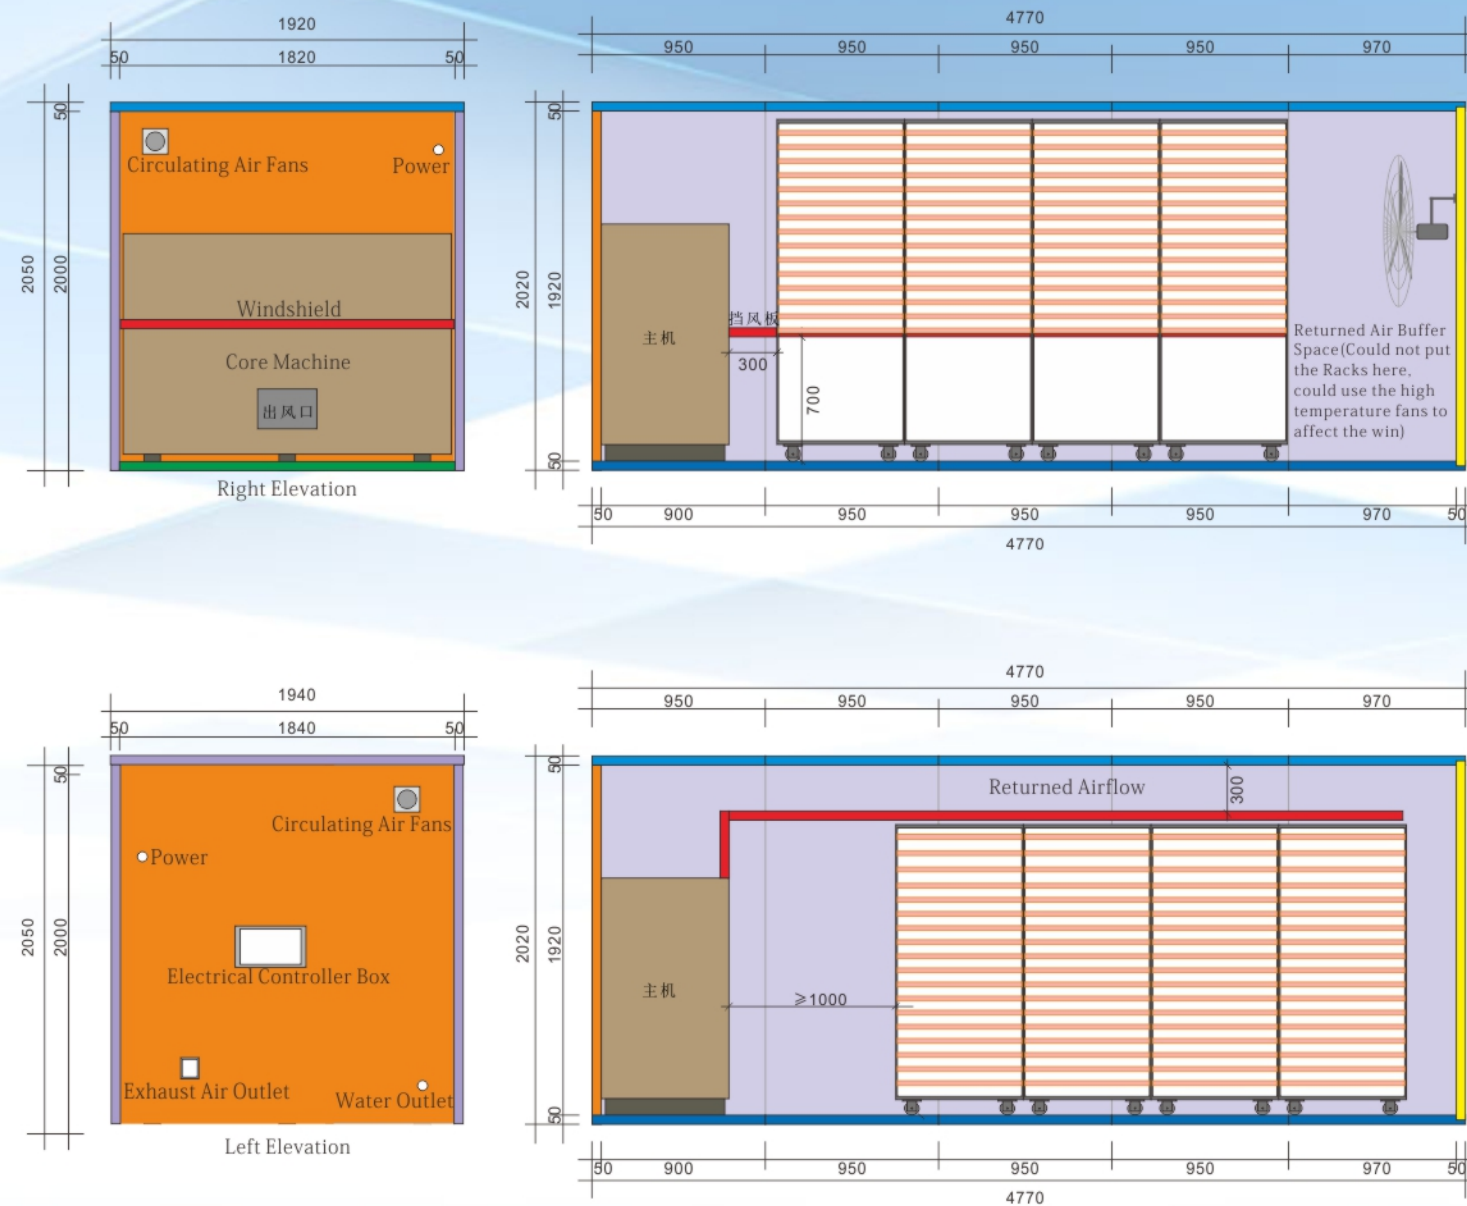 1920
50
1820
50
50
2050
2000
Circulating Air Fans
Power
Windshield
Core Machine
出风口
Right Elevation
4770
950
950
950
950
970
50
2020
1920
50
主机
挡风板
300
700
Returned Air Buffer
Space(Could not put
the Racks here,
could use the high
temperature fans to
affect the win)
50
900
950
950
950
970
50
4770
1940
50
1840
50
50
2050
2000
Circulating Air Fans
Power
Electrical Controller Box
Exhaust Air Outlet
Water Outlet
Left Elevation
4770
950
950
950
950
970
50
2020
1920
50
Returned Airflow
300
主机
≥1000
50
900
950
950
950
970
50
4770